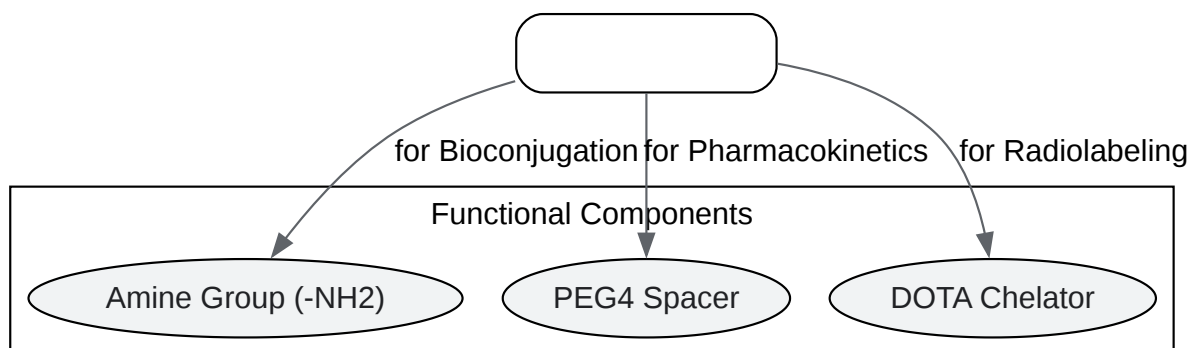 for Bioconjugation
for Pharmacokinetics
for Radiolabeling
Functional Components
Amine Group (-NH2)
PEG4 Spacer
DOTA Chelator